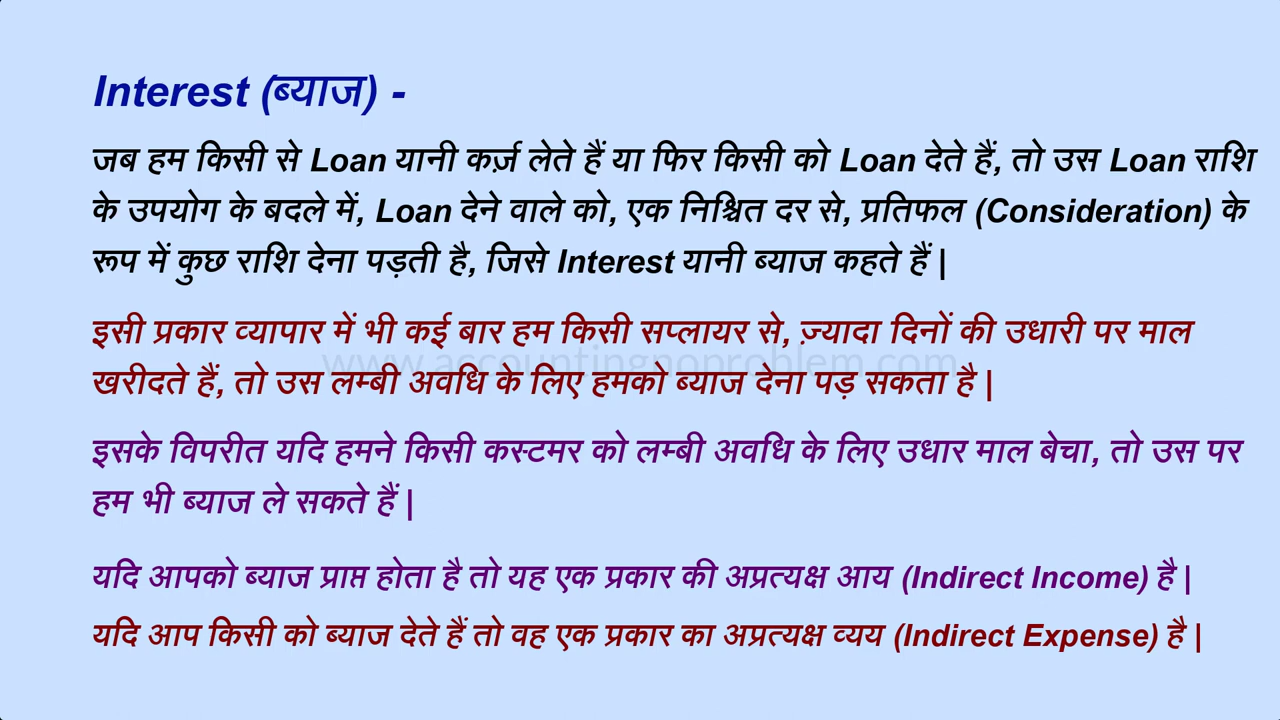 Interest (ब्याज) -
जब हम किसी से Loan यानी कर्ज़ लेते हैं या फिर किसी को Loan देते हैं, तो उस Loan राशि
के उपयोग के बदले में, Loan देने वाले को, एक निश्चित दर से, प्रतिफल (Consideration) के
रूप में कुछ राशि देना पड़ती है, जिसे Interest यानी ब्याज कहते हैं |
इसी प्रकार व्यापार में भी कई बार हम किसी सप्लायर से, ज़्यादा दिनों की उधारी पर माल
www.accountingnoproblem.com
खरीदते हैं, तो उस लम्बी अवधि के लिए हमको ब्याज देना पड़ सकता है |
इसके विपरीत यदि हमने किसी कस्टमर को लम्बी अवधि के लिए उधार माल बेचा, तो उस पर
हम भी ब्याज ले सकते हैं |
यदि आपको ब्याज प्राप्त होता है तो यह एक प्रकार की अप्रत्यक्ष आय (Indirect Income) है |
यदि आप किसी को ब्याज देते हैं तो वह एक प्रकार का अप्रत्यक्ष व्यय (Indirect Expense) है |